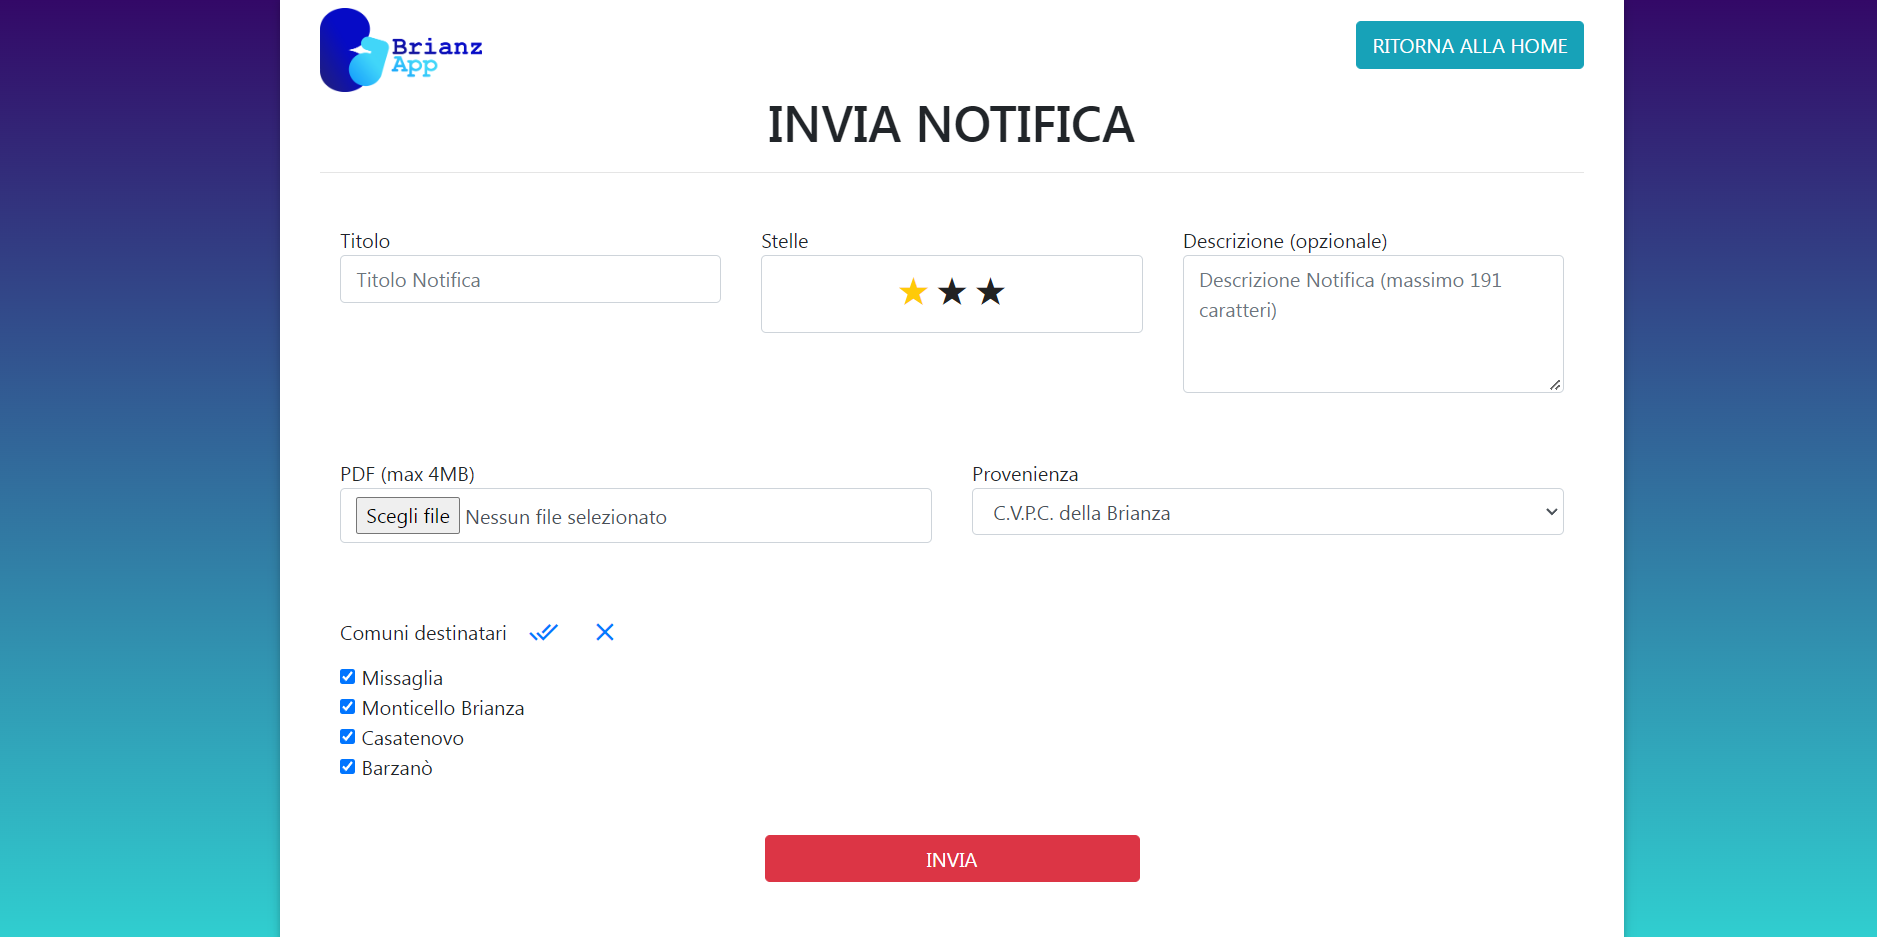 Brianz
App
RITORNA ALLA HOME
INVIA NOTIFICA
Titolo
Titolo Notifica
Stelle
Descrizione (opzionale)
Descrizione Notifica (massimo 191
caratteri)
PDF (max 4MB)
Scegli file Nessun file selezionato
Provenienza
C.V.P.C. della Brianza
Comuni destinatari
Missaglia
Monticello Brianza
Casatenovo
Barzanò
INVIA